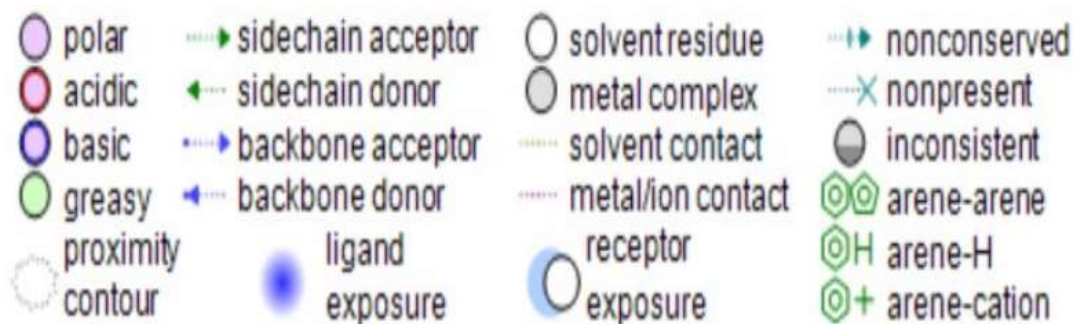 polar sidechain acceptor solvent residue nonconserved
acidic sidechain donor metal complex nonpresent
basic backbone acceptor solvent contact inconsistent
greasy backbone donor metal/ion contact arene-arene
proximity contour
ligand exposure
receptor exposure
H arene-H
+ arene-cation